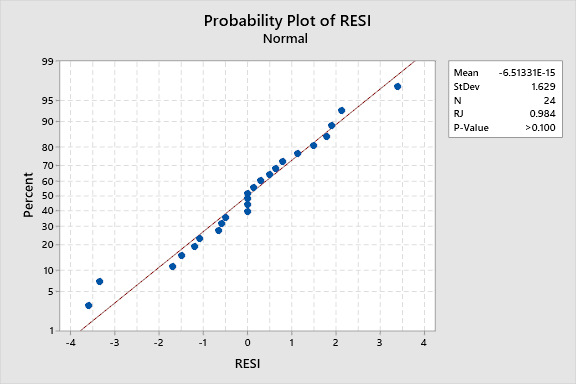 Probability Plot of RESI
Normal
Mean -6.51331E-15
StDev 1.629
N 24
RJ 0.984
P-Value >0.100
Percent
99
95
90
80
70
60
50
40
30
20
10
5
1
-4 -3 -2 -1 0 1 2 3 4
RESI